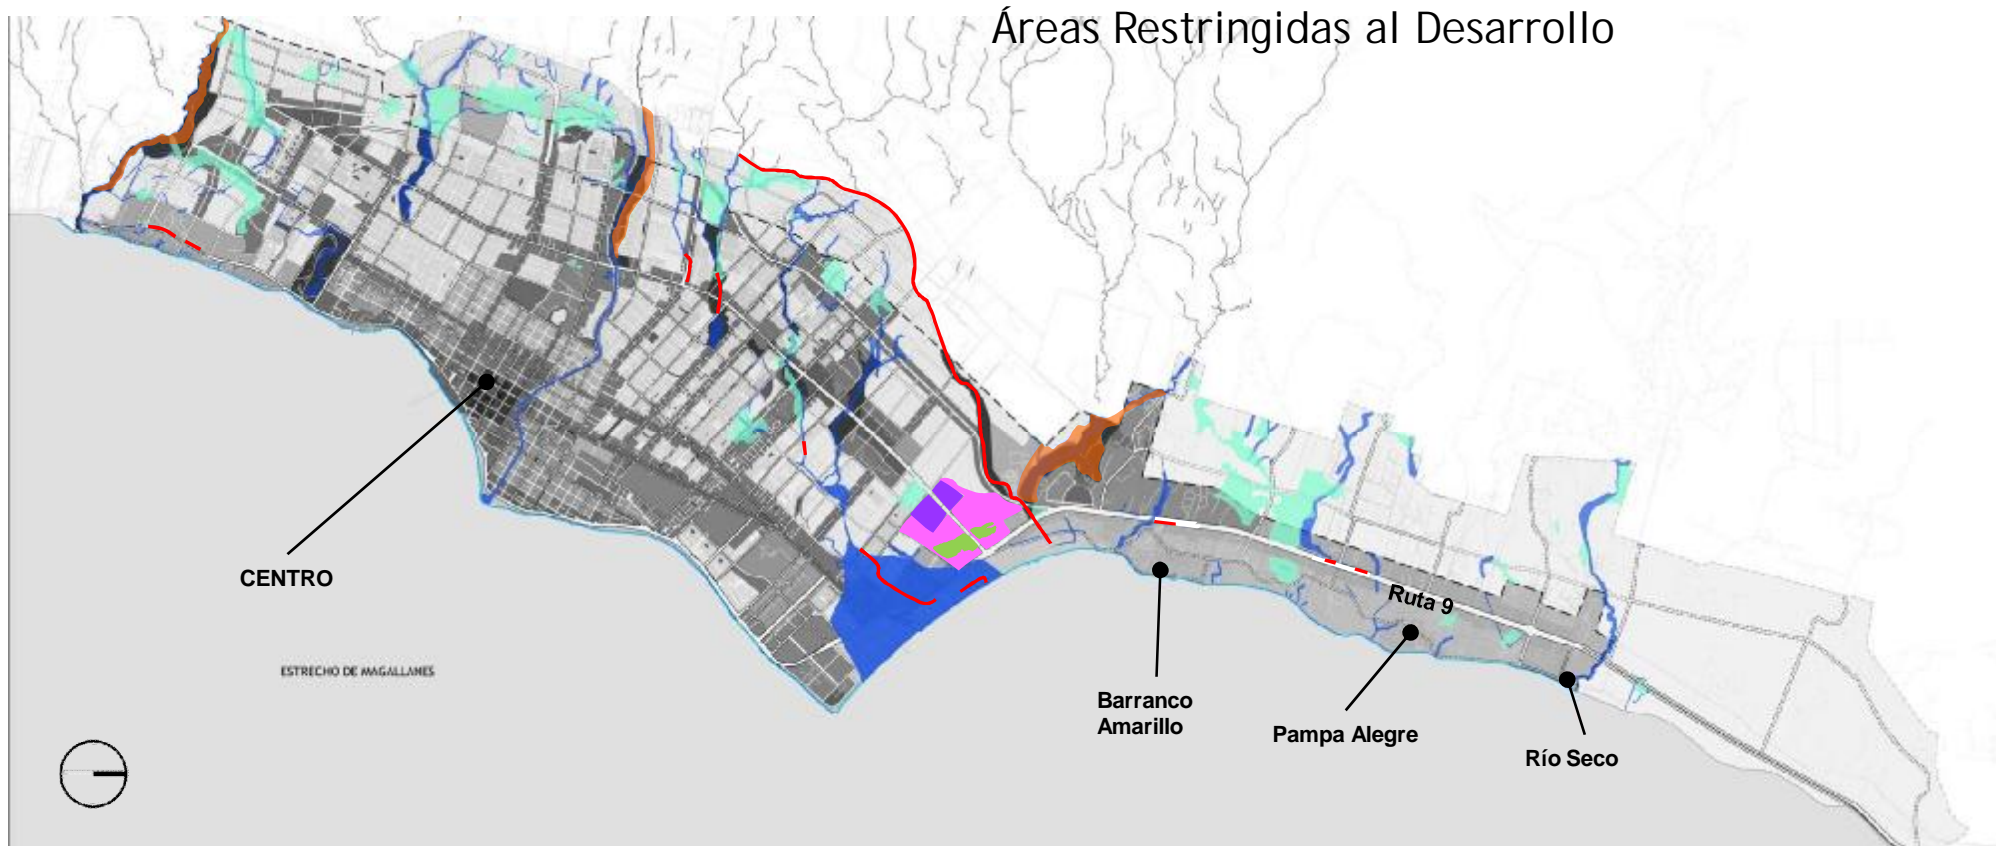 Áreas Restringidas al Desarrollo
CENTRO
Ruta 9
ESTRECHO DE MAGALLANES
Barranco
Amarillo
Pampa Alegre
Río Seco